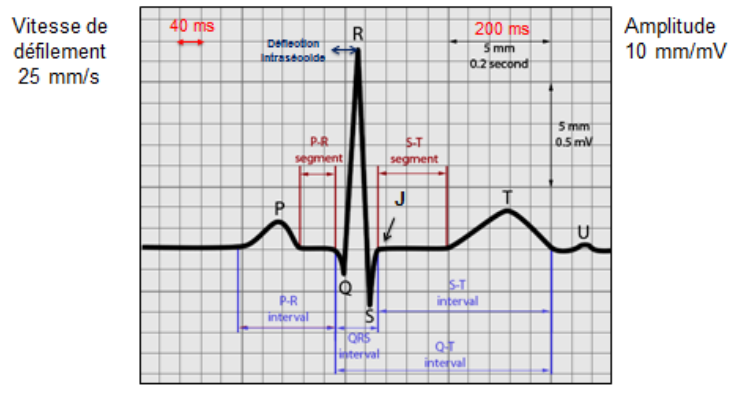 Vitesse de
défilement
25 mm/s
40 ms
Déflection
Intraséooïde
R
200 ms
5 mm
0.2 second
Amplitude
10 mm/mV
5 mm
0.5 mV
P-R
segment
S-T
segment
P
J
T
U
Q
S
P-R
interval
QRS
interval
S-T
interval
Q-T
interval